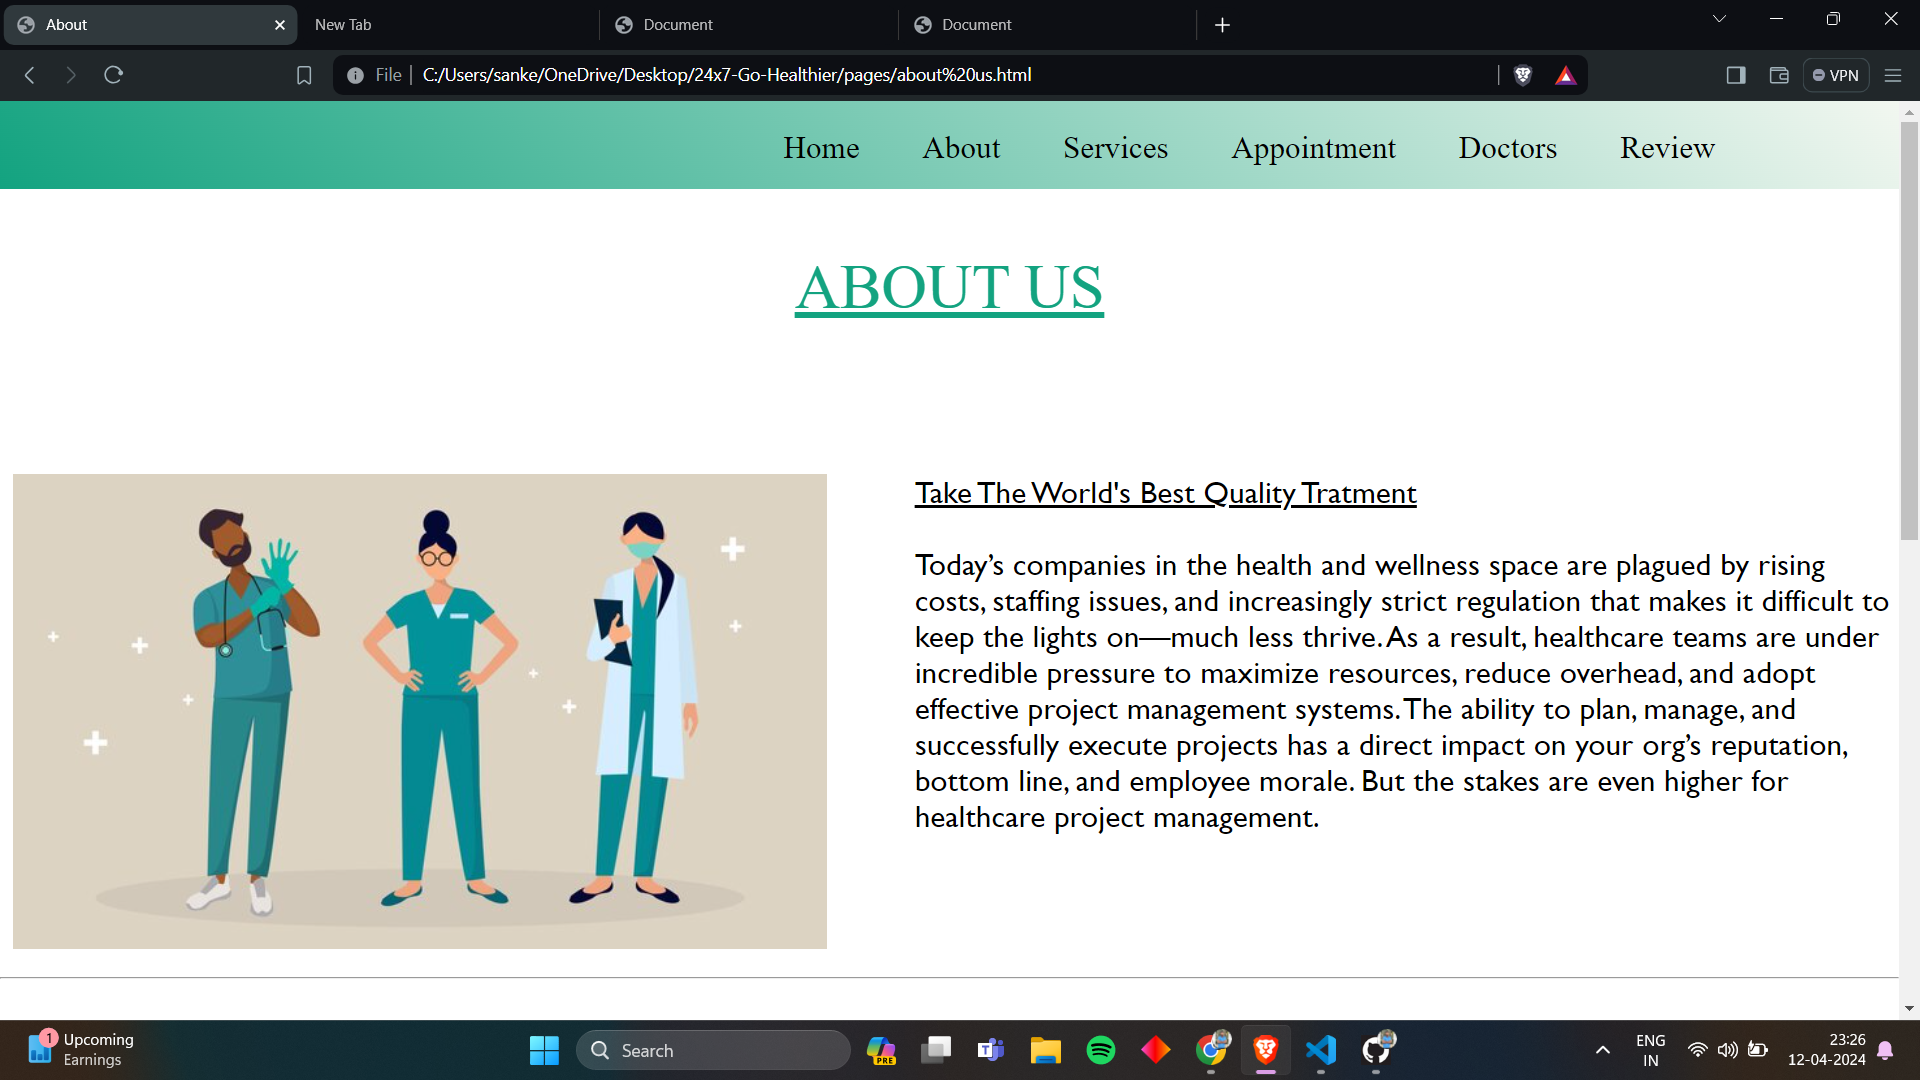 About
New Tab
Document
Document
File
C:/Users/sanke/OneDrive/Desktop/24x7-Go-Healthier/pages/about%20us.html
VPN
Home About Services Appointment Doctors Review
ABOUT US
Take The World's Best Quality Tratment
Today’s companies in the health and wellness space are plagued by rising
costs, staffing issues, and increasingly strict regulation that makes it difficult to
keep the lights on—much less thrive. As a result, healthcare teams are under
incredible pressure to maximize resources, reduce overhead, and adopt
effective project management systems. The ability to plan, manage, and
successfully execute projects has a direct impact on your org’s reputation,
bottom line, and employee morale. But the stakes are even higher for
healthcare project management.
1
Upcoming
Earnings
Search
PRE
ENG
IN
23:26
12-04-2024